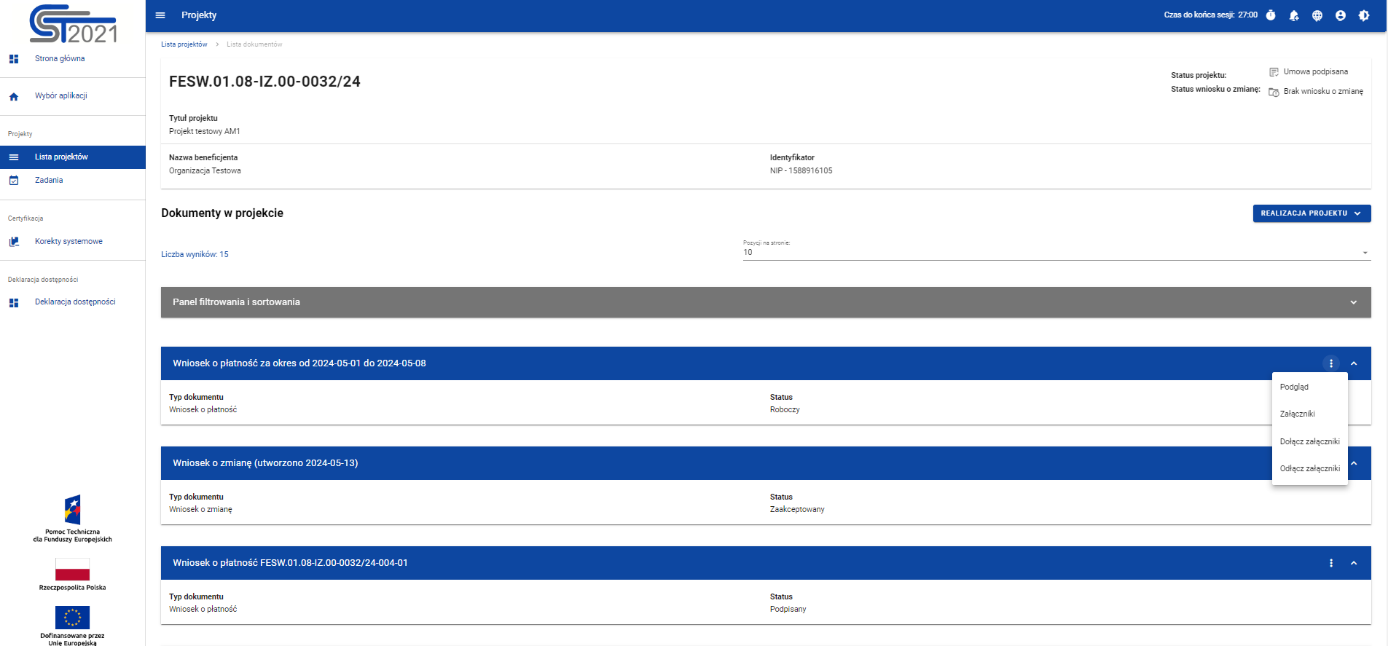 CST2021
Projekty
Czas do końca sesji: 27:00
Strona główna
Wybór aplikacji
Projekty
Lista projektów
Zadania
Certyfikacja
Korekty systemowe
Deklaracja dostępności
Deklaracja dostępności
Pomoc Techniczna
dla Funduszy Europejskich
Rzeczpospolita Polska
Dofinansowane przez
Unię Europejską
Lista projektów > Lista dokumentów
FESW.01.08-IZ.00-0032/24
Status projektu: Umowa podpisana
Status wniosku o zmianę: Brak wniosku o zmianę
Tytuł projektu
Projekt testowy AM1
Nazwa beneficjenta
Organizacja Testowa
Identyfikator
NIP - 1588916105
Dokumenty w projekcie
REALIZACJA PROJEKTU
Liczba wyników: 15
Pozycji na stronie:
10
Panel filtrowania i sortowania
Wniosek o płatność za okres od 2024-05-01 do 2024-05-08
Typ dokumentu
Wniosek o płatność
Status
Roboczy
Podgląd
Załączniki
Dołącz załączniki
Odłącz załączniki
Wniosek o zmianę (utworzono 2024-05-13)
Typ dokumentu
Wniosek o zmianę
Status
Zaakceptowany
Wniosek o płatność FESW.01.08-IZ.00-0032/24-004-01
Typ dokumentu
Wniosek o płatność
Status
Podpisany